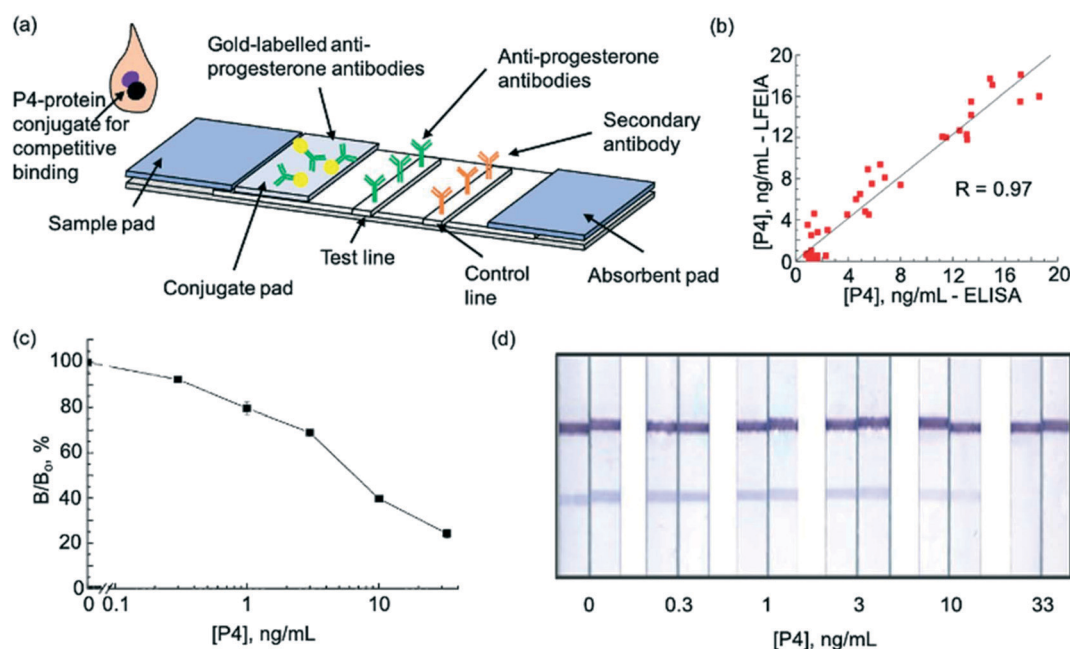 (a)
Gold-labelled anti-
progesterone antibodies
Anti-progesterone
antibodies
P4-protein
conjugate for
competitive
binding
Secondary
antibody
Sample pad
Conjugate pad
Test line
Control
line
Absorbent pad
(b)
[P4], ng/mL - LFEIA
20
16
12
8
4
0
R = 0.97
0 4 8 12 16 20
[P4], ng/mL - ELISA
(c)
B/B₀, %
100
80
60
40
20
0
0 0.1 1 10
[P4], ng/mL
(d)
0 0.3 1 3 10 33
[P4], ng/mL